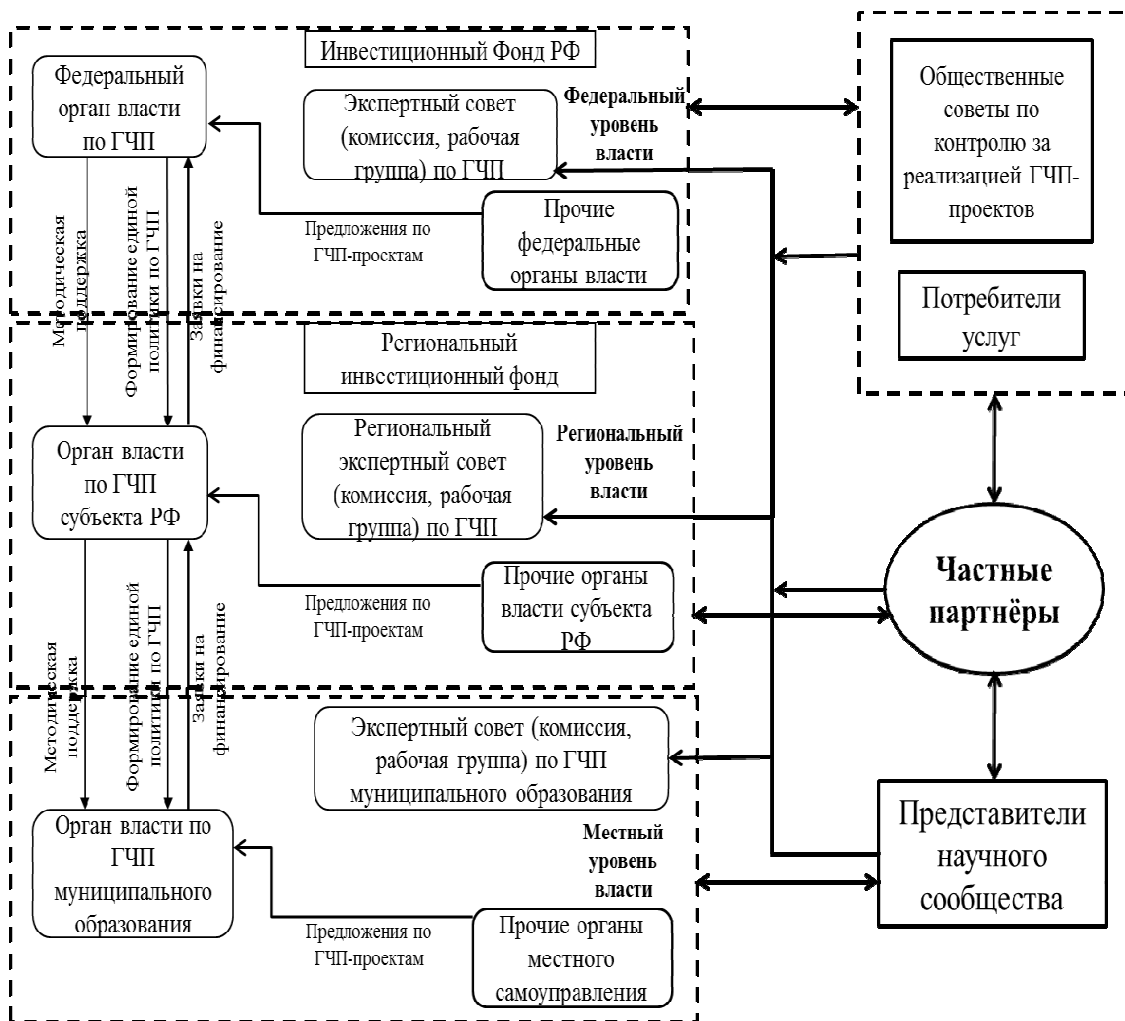 Инвестиционный Фонд РФ
Федеральный
орган власти
по ГЧП
Экспертный совет
(комиссия, рабочая
группа) по ГЧП
Федеральный
уровень
власти
Предложения по
ГЧП-проектам
Прочие
федеральные
органы власти
Методическая
поддержка
Формирование единой
политики по ГЧП
Заявки на
финансирование
Общественные
советы по
контролю за
реализацией ГЧП-
проектов
Потребители
услуг
Региональный
инвестиционный фонд
Орган власти
по ГЧП
субъекта РФ
Региональный
экспертный совет
(комиссия, рабочая
группа) по ГЧП
Региональный
уровень
власти
Предложения по
ГЧП-проектам
Прочие органы
власти субъекта
РФ
Методическая
поддержка
Формирование единой
политики по ГЧП
Заявки на
финансирование
Частные
партнёры
Экспертный совет (комиссия,
рабочая группа) по ГЧП
муниципального образования
Орган власти по
ГЧП
муниципального
образования
Местный
уровень
власти
Предложения по
ГЧП-проектам
Прочие органы
местного
самоуправления
Представители
научного
сообщества